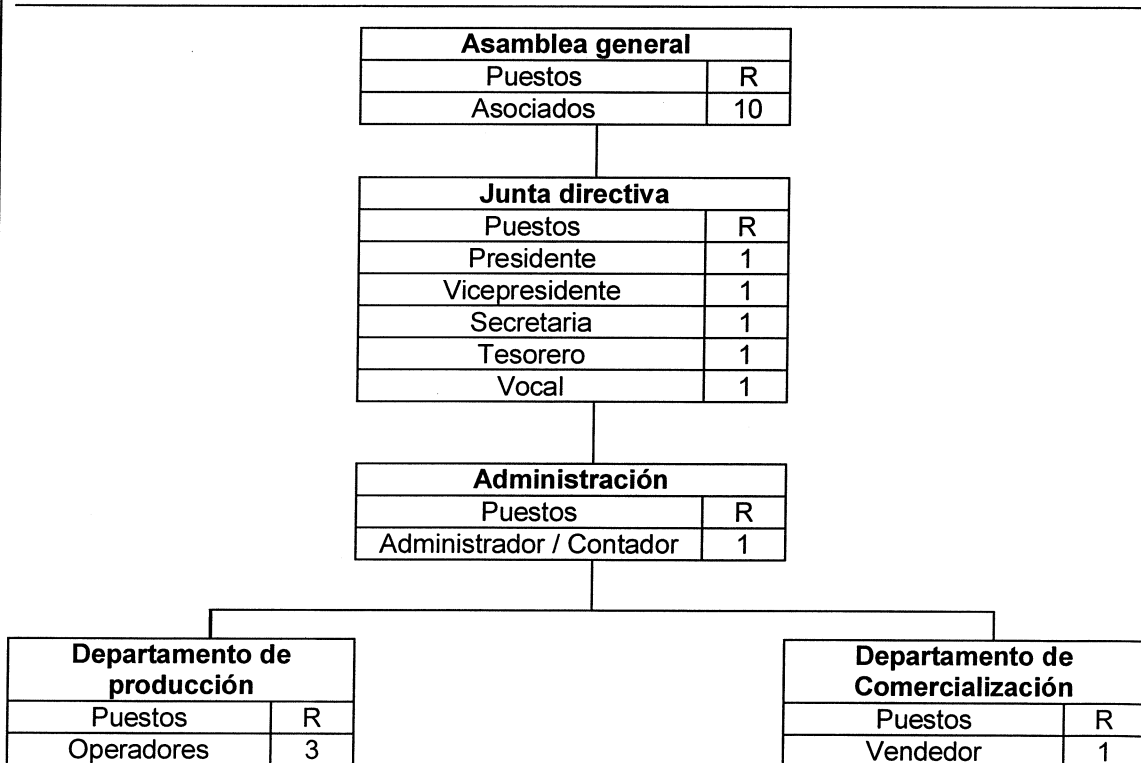 Asamblea general
Puestos R
Asociados 10
Junta directiva
Puestos R
Presidente 1
Vicepresidente 1
Secretaria 1
Tesorero 1
Vocal 1
Administración
Puestos R
Administrador / Contador 1
Departamento de
producción
Puestos R
Operadores 3
Departamento de
Comercialización
Puestos R
Vendedor 1